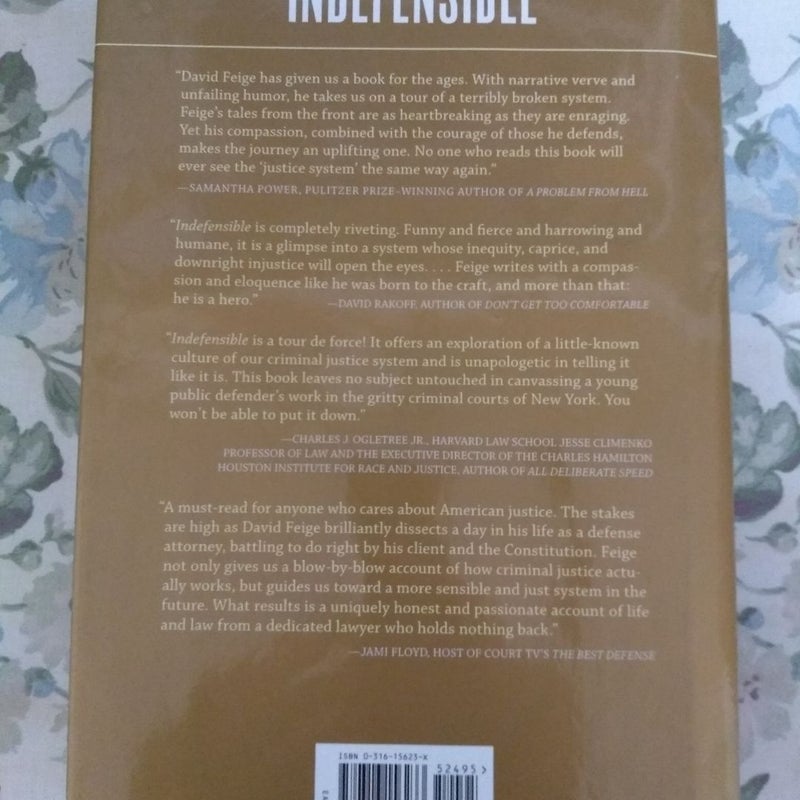 INDEFENSIBLE
“David Feige has given us a book for the ages. With narrative verve and
unfailing humor, he takes us on a tour of a terribly broken system.
Feige’s tales from the front are as heartbreaking as they are enraging.
Yet his compassion, combined with the courage of those he defends,
makes the journey an uplifting one. No one who reads this book will
ever see the ‘justice system’ the same way again.”
—SAMANTHA POWER, PULITZER PRIZE–WINNING AUTHOR OF A PROBLEM FROM HELL
“Indefensible is completely riveting. Funny and fierce and harrowing and
humane, it is a glimpse into a system whose inequity, caprice, and
downright injustice will open the eyes. . . . Feige writes with a compas-
sion and eloquence like he was born to the craft, and more than that:
he is a hero.” —DAVID RAKOFF, AUTHOR OF DON’T GET TOO COMFORTABLE
“Indefensible is a tour de force! It offers an exploration of a little-known
culture of our criminal justice system and is unapologetic in telling it
like it is. This book leaves no subject untouched in canvassing a young
public defender’s work in the gritty criminal courts of New York. You
won’t be able to put it down.”
—CHARLES J. OGLETREE JR., HARVARD LAW SCHOOL JESSE CLIMENKO
PROFESSOR OF LAW AND THE EXECUTIVE DIRECTOR OF THE CHARLES HAMILTON
HOUSTON INSTITUTE FOR RACE AND JUSTICE, AUTHOR OF ALL DELIBERATE SPEED
“A must-read for anyone who cares about American justice. The stakes
are high as David Feige brilliantly dissects a day in his life as a defense
attorney, battling to do right by his client and the Constitution. Feige
not only gives us a blow-by-blow account of how criminal justice actu-
ally works, but guides us toward a more sensible and just system in the
future. What results is a uniquely honest and passionate account of life
and law from a dedicated lawyer who holds nothing back.”
—JAMI FLOYD, HOST OF COURT TV’S THE BEST DEFENSE
ISBN 0-316-15623-X
52495>